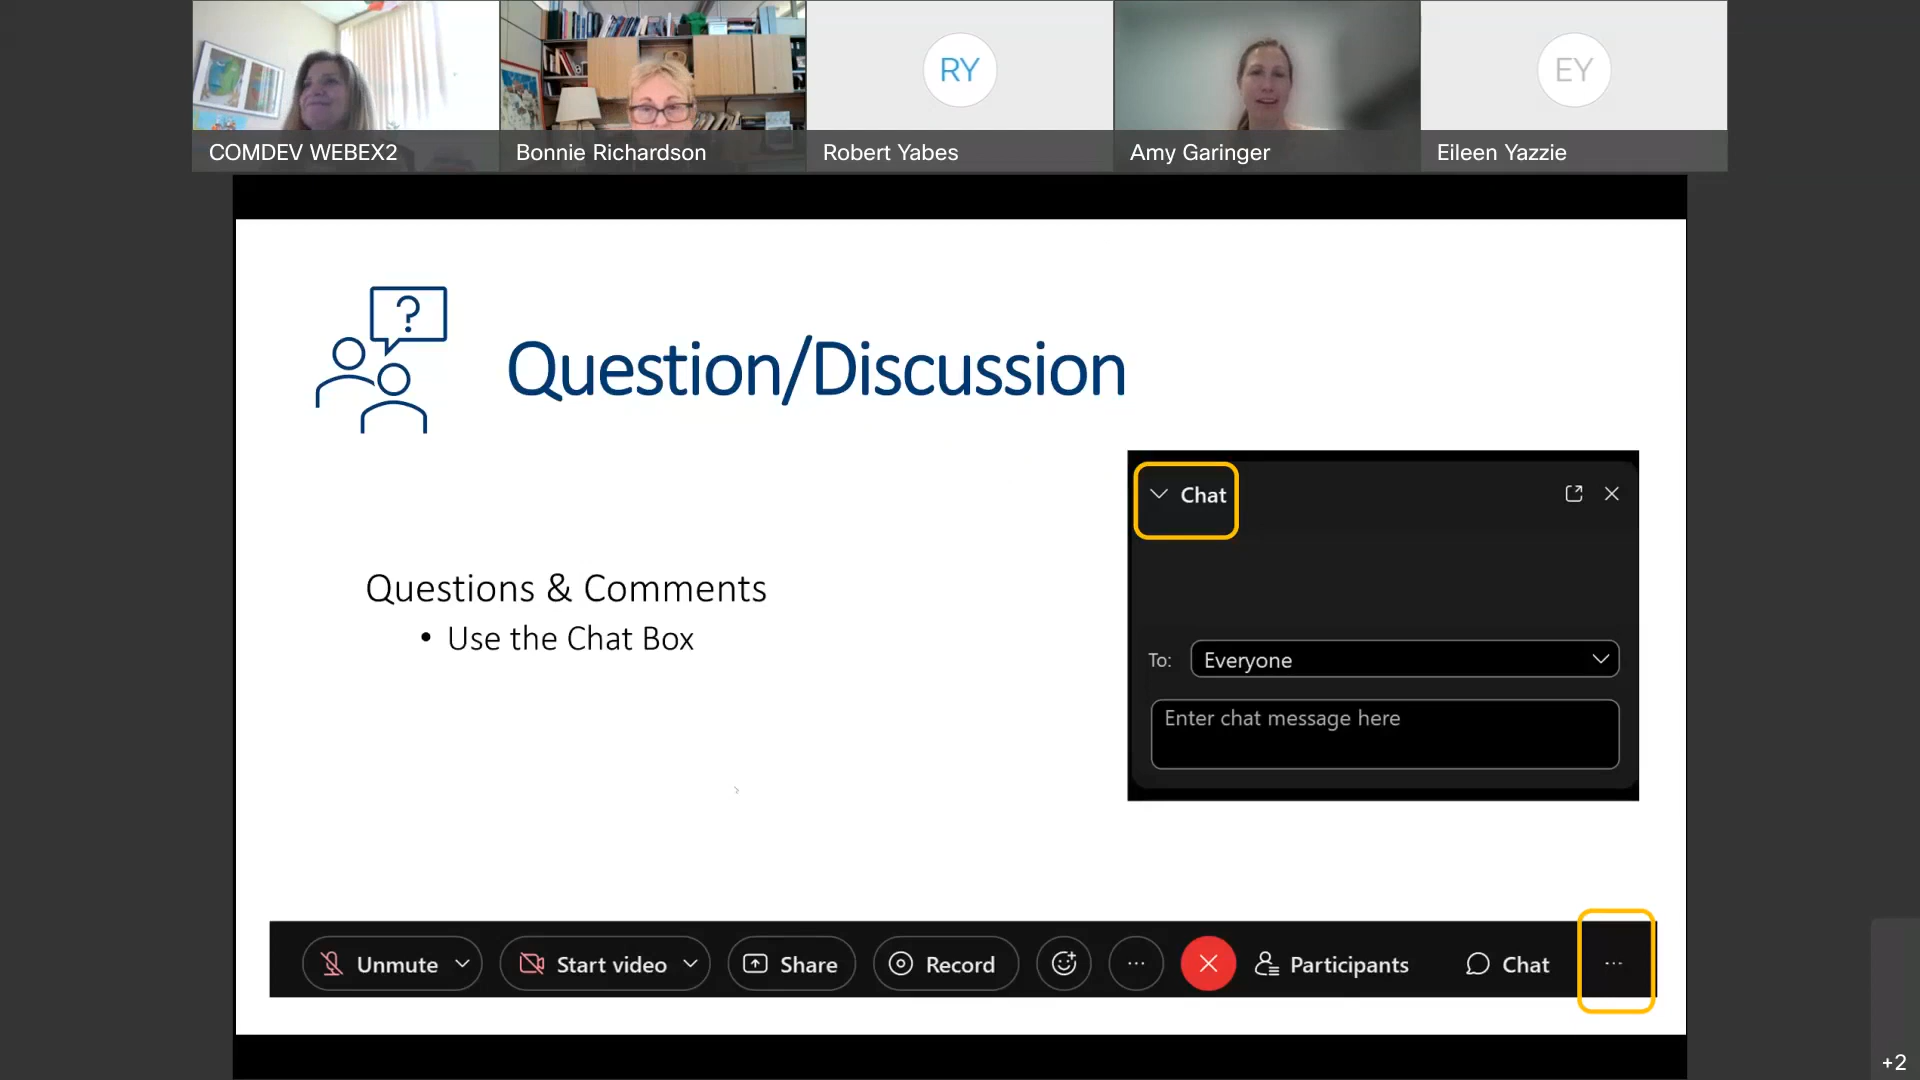 COMDEV WEBEX2
Bonnie Richardson
RY
Robert Yabes
Amy Garinger
EY
Eileen Yazzie
?
Question/Discussion
Questions & Comments
• Use the Chat Box
Chat
To: Everyone
Enter chat message here
Unmute Start video Share Record ... Participants Chat ...
+2